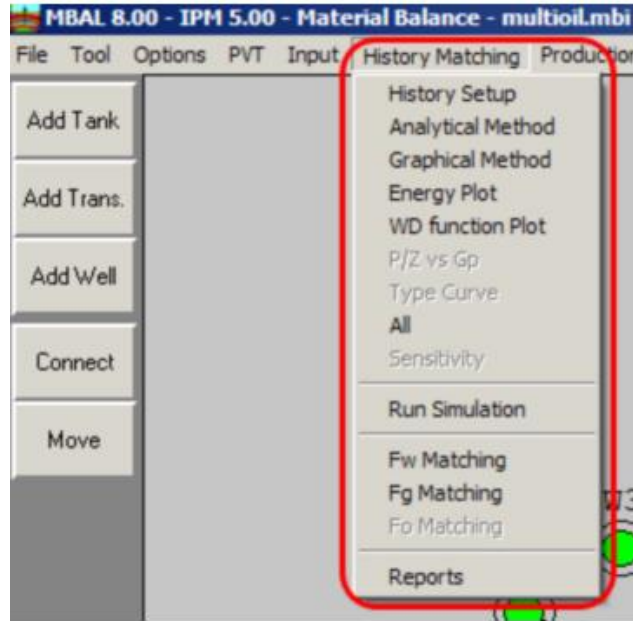 MBAL 8.00 - IPM 5.00 - Material Balance - multioil.mbi
File Tool Options PVT Input History Matching Production
Add Tank
Add Trans.
Add Well
Connect
Move
History Setup
Analytical Method
Graphical Method
Energy Plot
WD function Plot
P/Z vs Gp
Type Curve
All
Sensitivity
Run Simulation
Fw Matching
Fg Matching
Fo Matching
Reports